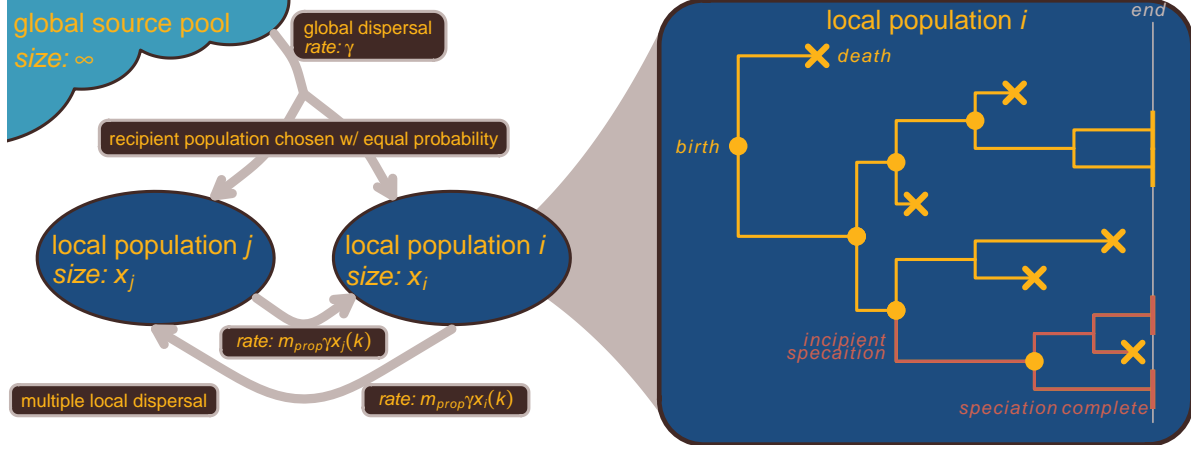 global source pool
size: ∞
global dispersal
rate: γ
recipient population chosen w/ equal probability
local population j
size: xj
local population i
size: xi
rate: mpropγxj(k)
multiple local dispersal
rate: mpropγxi(k)
local population i
end
death
birth
incipient
specaition
speciation complete